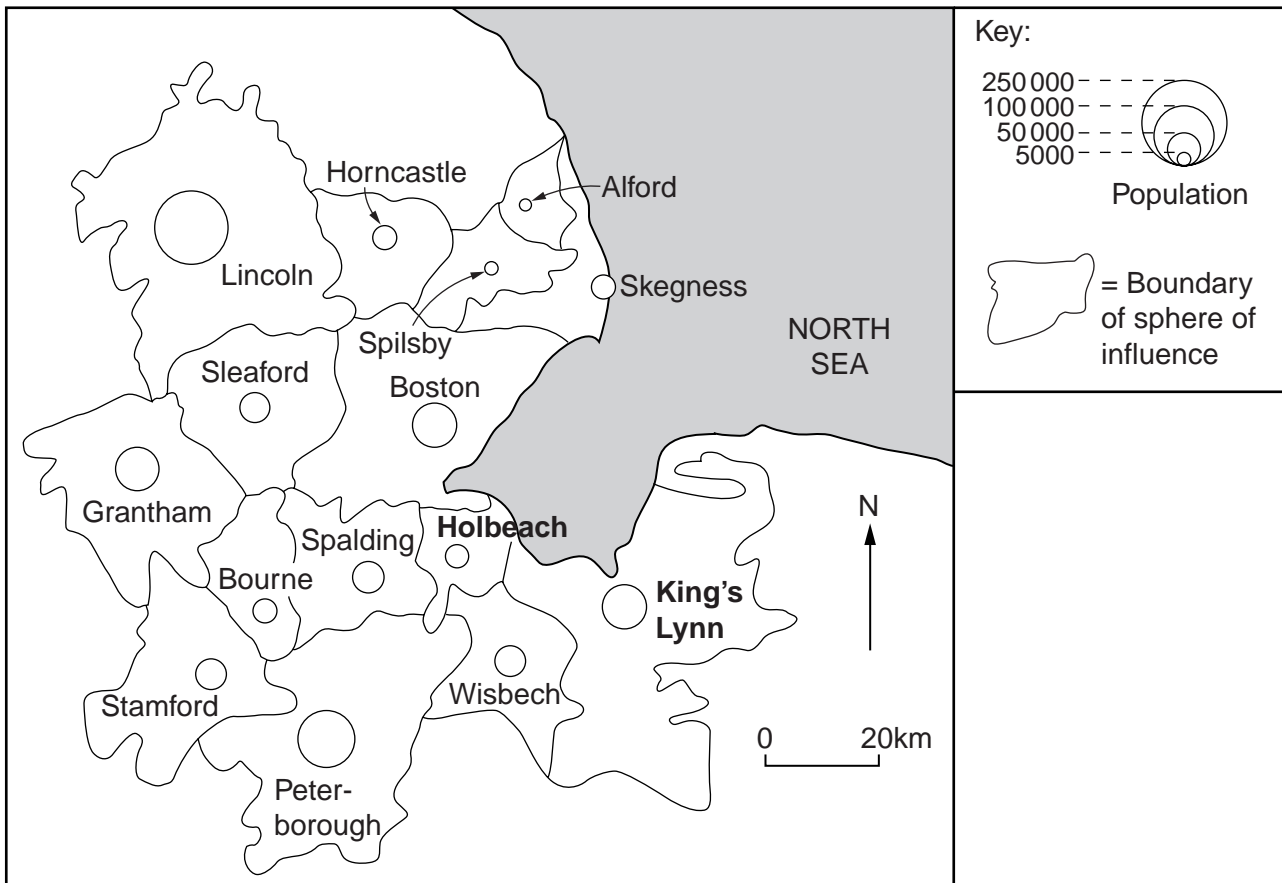 Horncastle
Alford
Lincoln
Skegness
Spilsby
NORTH
SEA
Sleaford
Boston
Grantham
Holbeach
Spalding
Bourne
King’s
Lynn
N
Stamford
Wisbech
0 20km
Peter-
borough
Key:
250 000
100 000
50 000
5000
Population
= Boundary
of sphere of
influence